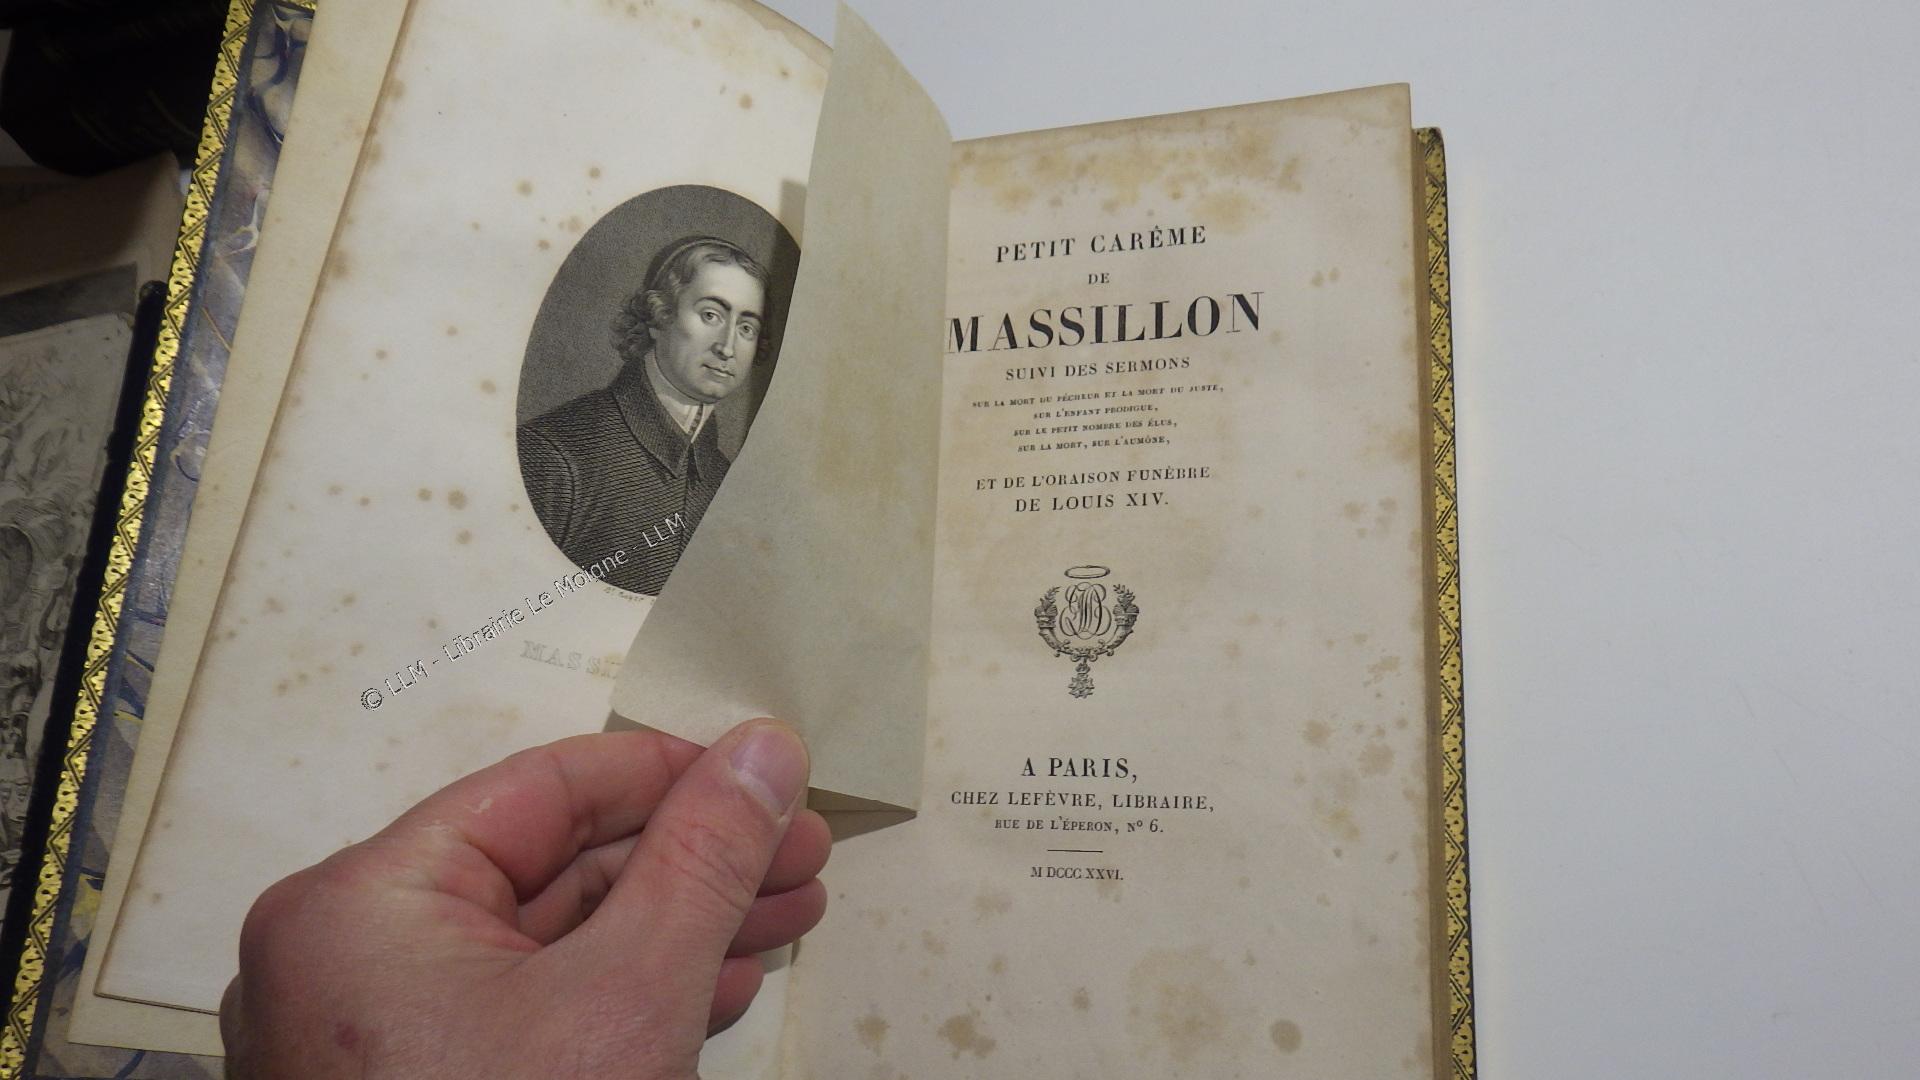 PETIT CARÊME
DE
MASSILLON
SUIVI DES SERMONS
SUR LA MORT DU PÉCHEUR ET LA MORT DU JUSTE,
SUR L'ENFANT PRODIGUE,
SUR LE PETIT NOMBRE DES ÉLUS,
SUR LA MORT, SUR L'AUMÔNE,
ET DE L'ORAISON FUNÈBRE
DE LOUIS XIV.
A PARIS,
CHEZ LEFÈVRE, LIBRAIRE,
RUE DE L'ÉPERON, Nº 6.
M DCCC XXVI.
© LLM - Librairie Le Moigne - LLM